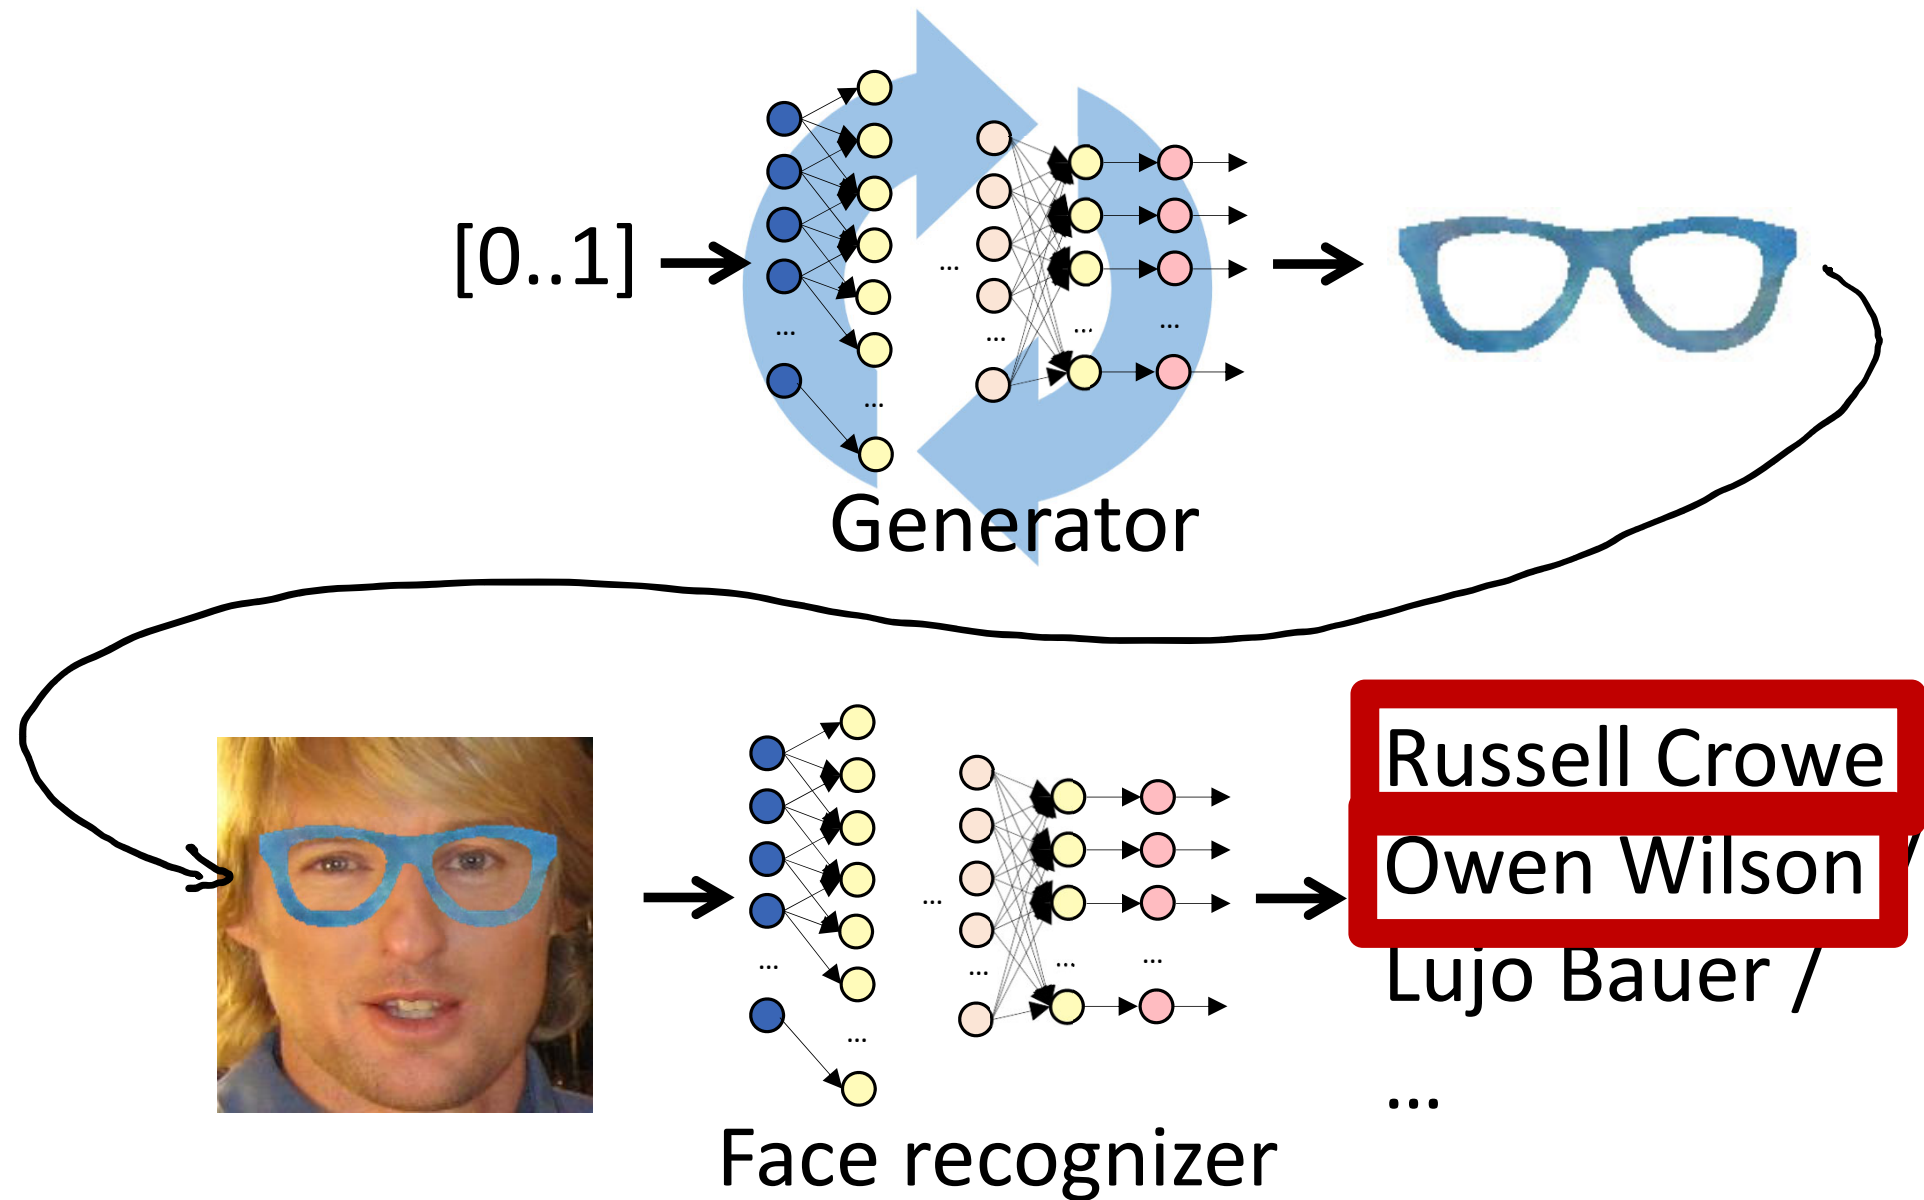 [0..1]
Generator
Russell Crowe
Owen Wilson /
Lujo Bauer /
...
Face recognizer